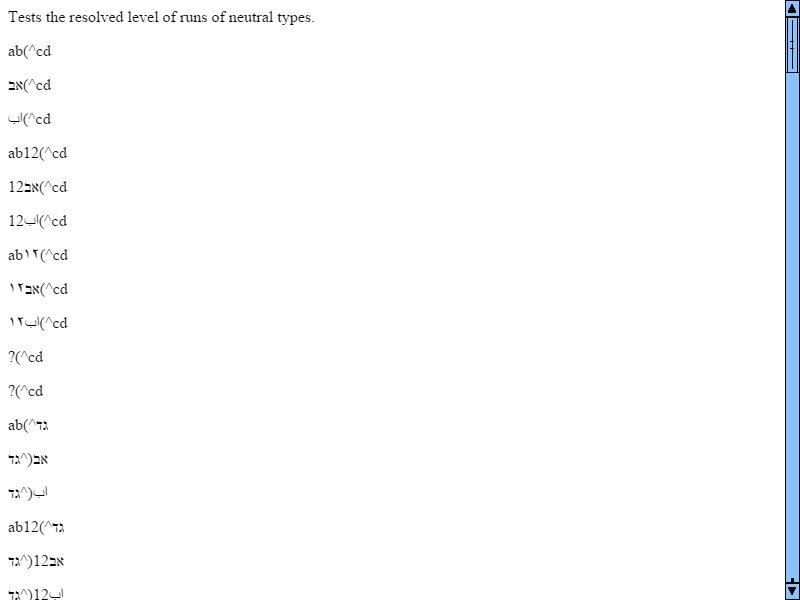 Tests the resolved level of runs of neutral types.
ab(^cd
אב(^cd
اب(^cd
ab12(^cd
אב12(^cd
اب12(^cd
ab١٢(^cd
אב١٢(^cd
اب١٢(^cd
?(^cd
?(^cd
ab(^גד
אב(^גד
اب(^גד
ab12(^גד
אב12(^גד
اب12(^גד